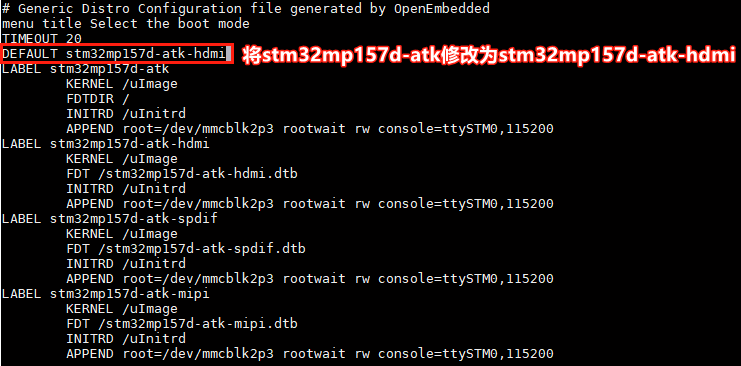 # Generic Distro Configuration file generated by OpenEmbedded
menu title Select the boot mode
TIMEOUT 20
DEFAULT stm32mp157d-atk-hdmi 将stm32mp157d-atk修改为stm32mp157d-atk-hdmi
LABEL stm32mp157d-atk
KERNEL /uImage
FDTDIR /
INITRD /uInitrd
APPEND root=/dev/mmcblk2p3 rootwait rw console=ttySTM0,115200
LABEL stm32mp157d-atk-hdmi
KERNEL /uImage
FDT /stm32mp157d-atk-hdmi.dtb
INITRD /uInitrd
APPEND root=/dev/mmcblk2p3 rootwait rw console=ttySTM0,115200
LABEL stm32mp157d-atk-spdif
KERNEL /uImage
FDT /stm32mp157d-atk-spdif.dtb
INITRD /uInitrd
APPEND root=/dev/mmcblk2p3 rootwait rw console=ttySTM0,115200
LABEL stm32mp157d-atk-mipi
KERNEL /uImage
FDT /stm32mp157d-atk-mipi.dtb
INITRD /uInitrd
APPEND root=/dev/mmcblk2p3 rootwait rw console=ttySTM0,115200